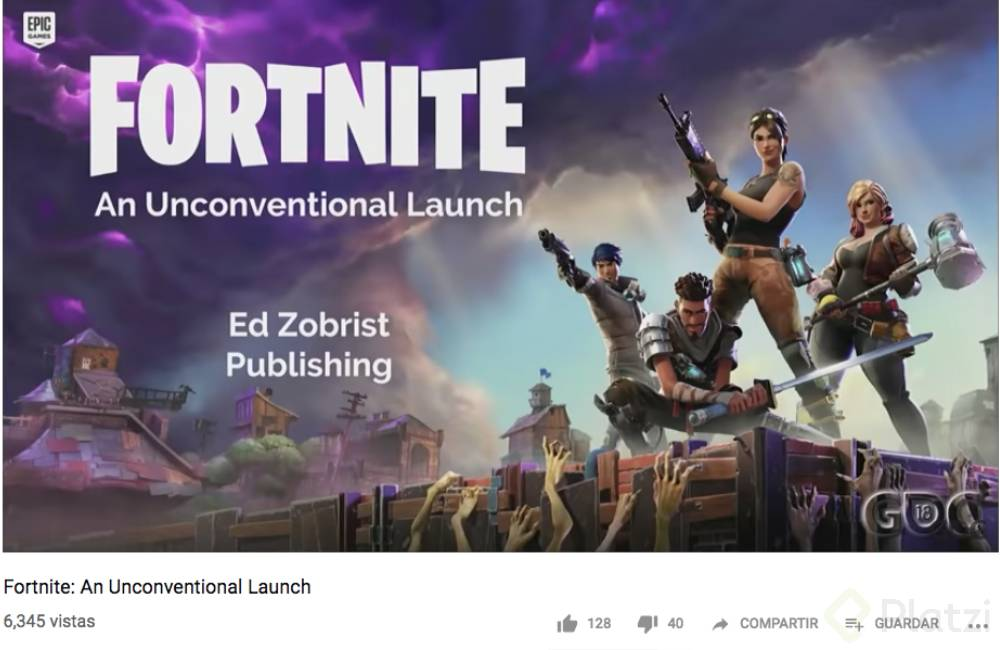 EPIC
GAMES
FORTNITE
An Unconventional Launch
Ed Zobrist
Publishing
GDC
18
Fortnite: An Unconventional Launch
6,345 vistas
128
40
COMPARTIR
GUARDAR
Platzi